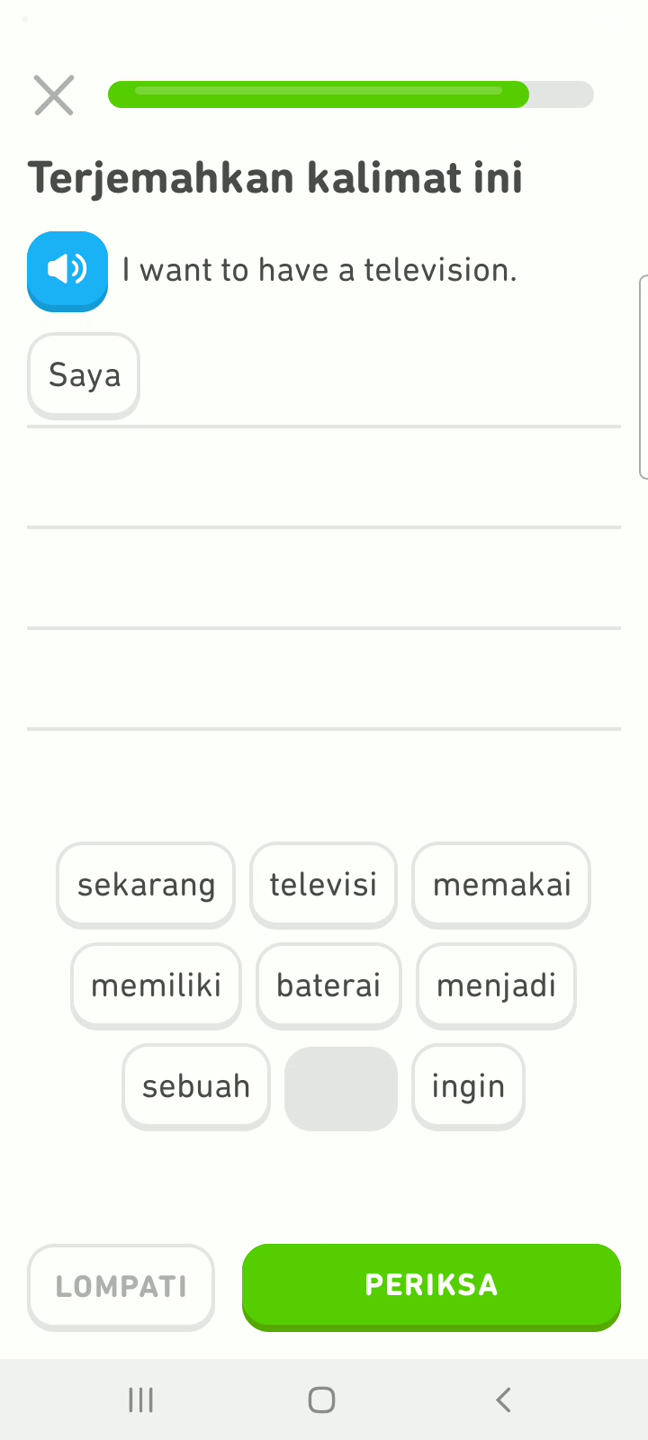 Terjemahkan kalimat ini
I want to have a television.
Saya
sekarang televisi memakai
memiliki baterai menjadi
sebuah ingin
LOMPATI PERIKSA